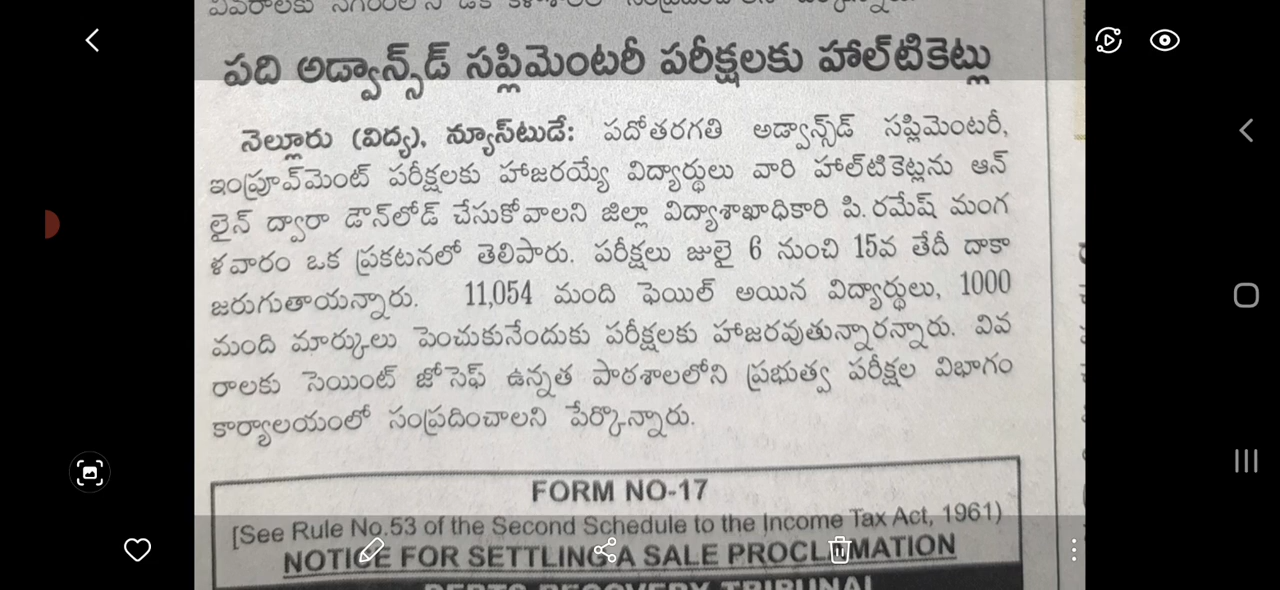 పది అడ్వాన్స్‌డ్ సప్లిమెంటరీ పరీక్షలకు హాల్‌టికెట్లు
నెల్లూరు (విద్య), న్యూస్‌టుడే: పదోతరగతి అడ్వాన్స్‌డ్ సప్లిమెంటరీ,
ఇంప్రూవ్‌మెంట్ పరీక్షలకు హాజరయ్యే విద్యార్థులు వారి హాల్‌టికెట్లను ఆన్
లైన్ ద్వారా డౌన్‌లోడ్ చేసుకోవాలని జిల్లా విద్యాశాఖాధికారి పి.రమేష్ మంగ
ళవారం ఒక ప్రకటనలో తెలిపారు. పరీక్షలు జులై 6 నుంచి 15వ తేదీ దాకా
జరుగుతాయన్నారు. 11,054 మంది ఫెయిల్ అయిన విద్యార్థులు, 1000
మంది మార్కులు పెంచుకునేందుకు పరీక్షలకు హాజరవుతున్నారన్నారు. వివ
రాలకు సెయింట్ జోసెఫ్ ఉన్నత పాఠశాలలోని ప్రభుత్వ పరీక్షల విభాగం
కార్యాలయంలో సంప్రదించాలని పేర్కొన్నారు.
FORM NO-17
[See Rule No.53 of the Second Schedule to the Income Tax Act, 1961)
NOTICE FOR SETTLING A SALE PROCLAMATION
DEBTS RECOVERY TRIBUNAL